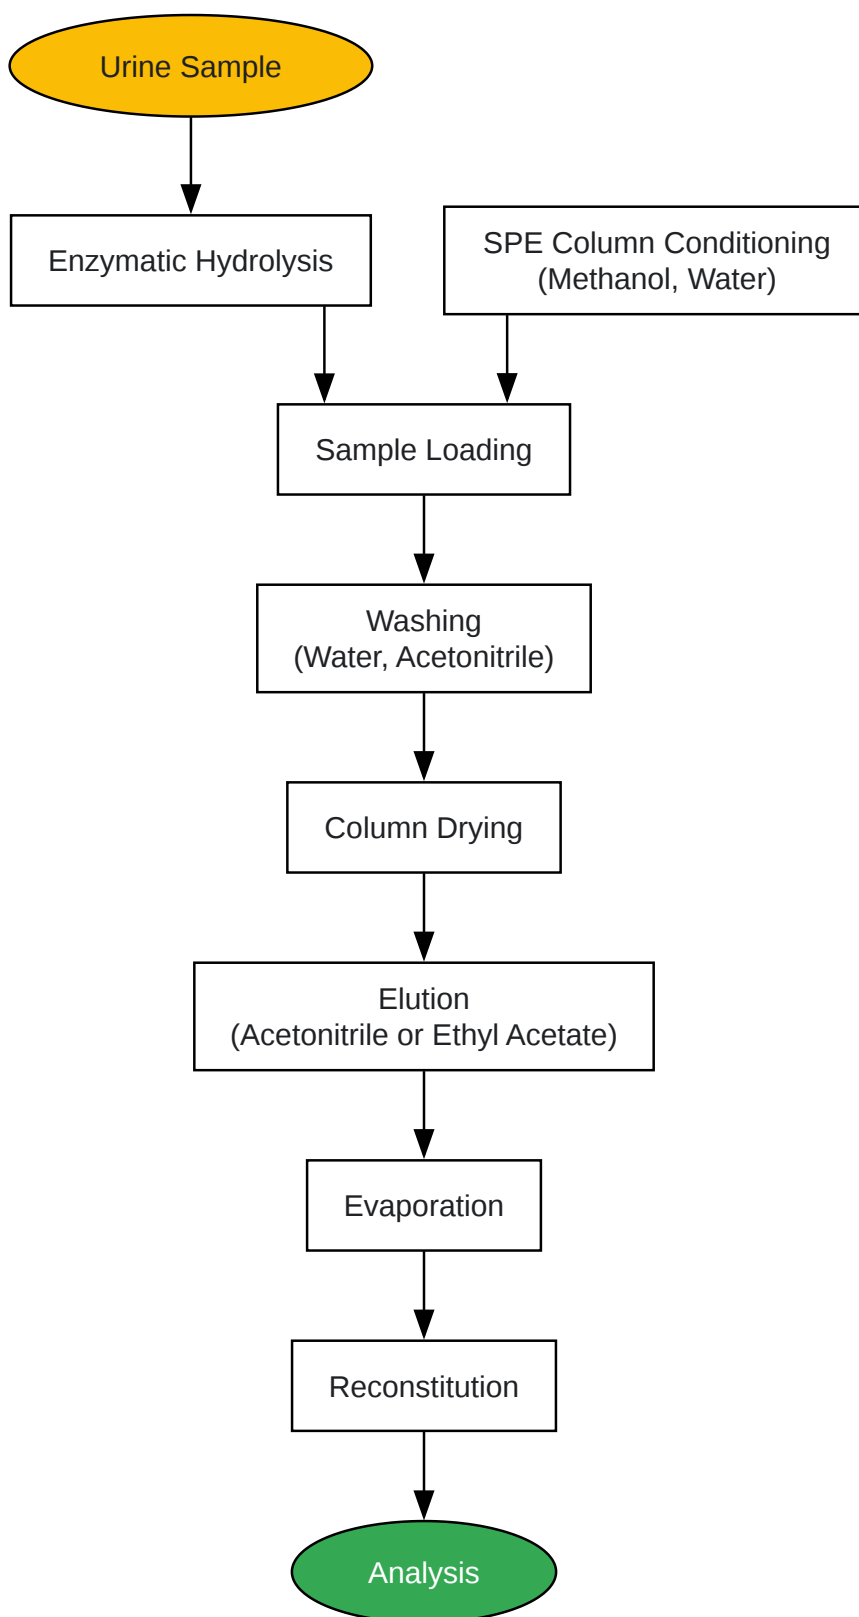 Urine Sample
Enzymatic Hydrolysis
SPE Column Conditioning
(Methanol, Water)
Sample Loading
Washing
(Water, Acetonitrile)
Column Drying
Elution
(Acetonitrile or Ethyl Acetate)
Evaporation
Reconstitution
Analysis